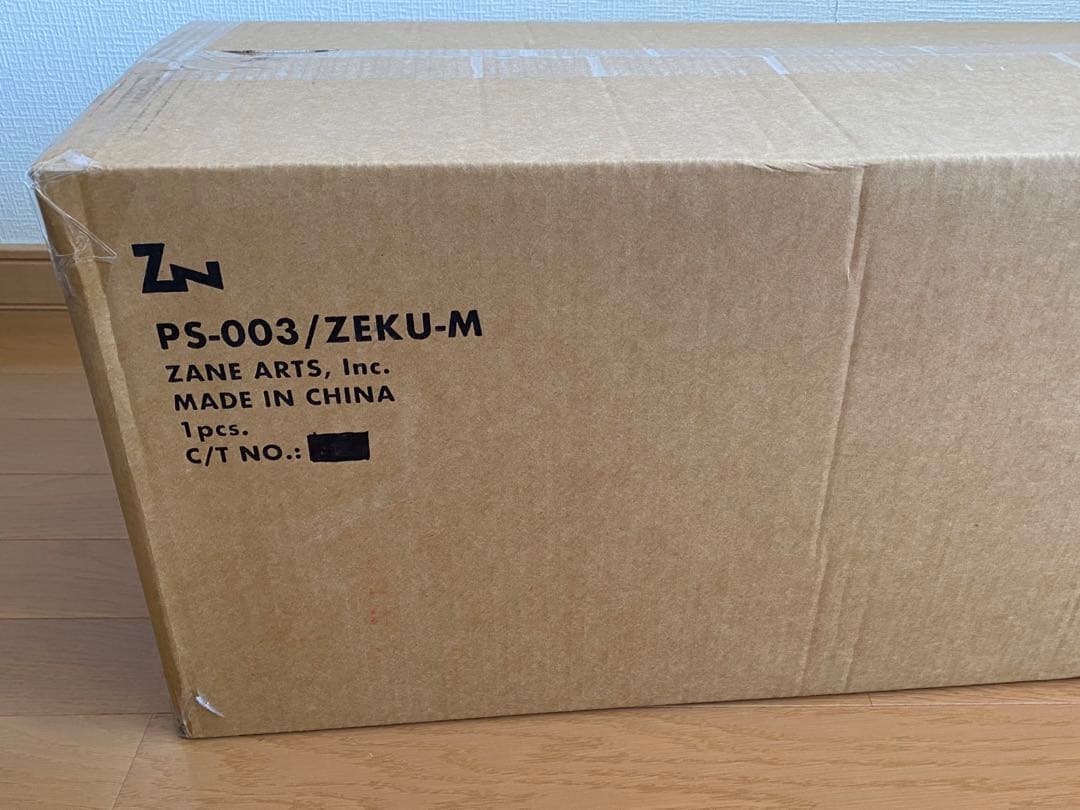 ZN
PS-003/ZEKU-M
ZANE ARTS, Inc.
MADE IN CHINA
1pcs.
C/T NO.: